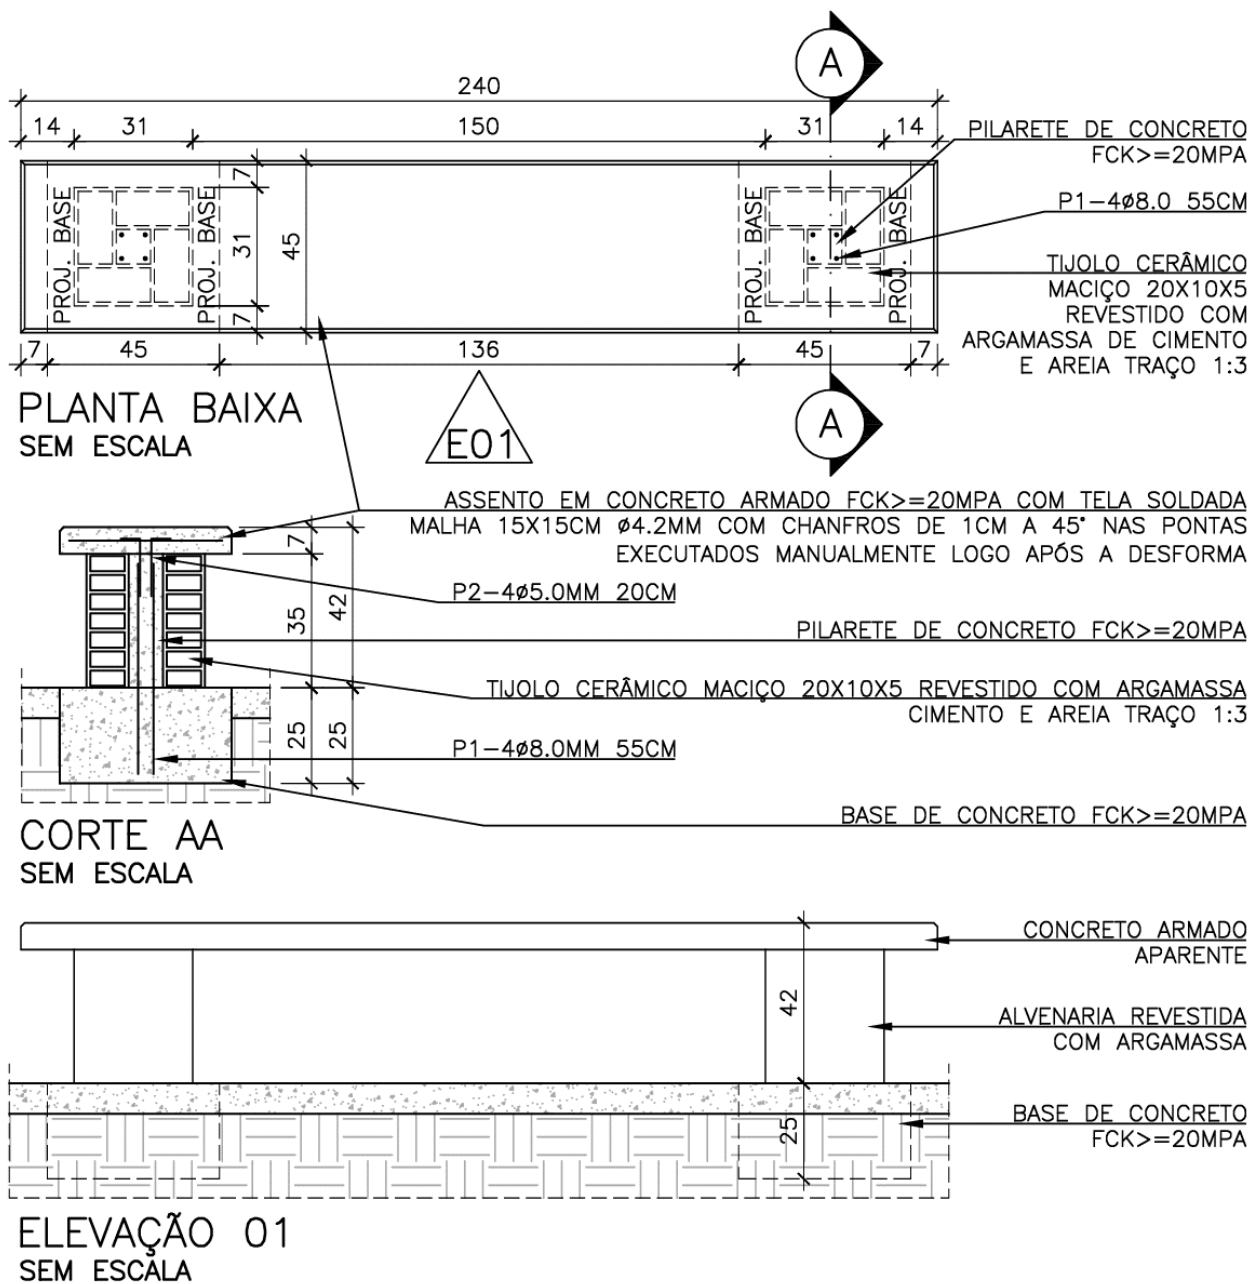 A
240
14
31
150
31
14
PILARETE DE CONCRETO
FCK>=20MPA
P1-4ø8.0 55CM
TIJOLO CERÂMICO
MACIÇO 20X10X5
REVESTIDO COM
ARGAMASSA DE CIMENTO
E AREIA TRAÇO 1:3
PROJ. BASE
PROJ. BASE
7
31
7
45
PROJ. BASE
PROJ. BASE
7
45
136
45
7
PLANTA BAIXA
SEM ESCALA
E01
A
ASSENTO EM CONCRETO ARMADO FCK>=20MPA COM TELA SOLDADA
MALHA 15X15CM ø4.2MM COM CHANFROS DE 1CM A 45° NAS PONTAS
EXECUTADOS MANUALMENTE LOGO APÓS A DESFORMA
7
35
42
25
25
P2-4ø5.0MM 20CM
PILARETE DE CONCRETO FCK>=20MPA
TIJOLO CERÂMICO MACIÇO 20X10X5 REVESTIDO COM ARGAMASSA
CIMENTO E AREIA TRAÇO 1:3
P1-4ø8.0MM 55CM
BASE DE CONCRETO FCK>=20MPA
CORTE AA
SEM ESCALA
CONCRETO ARMADO
APARENTE
42
ALVENARIA REVESTIDA
COM ARGAMASSA
25
BASE DE CONCRETO
FCK>=20MPA
ELEVAÇÃO 01
SEM ESCALA